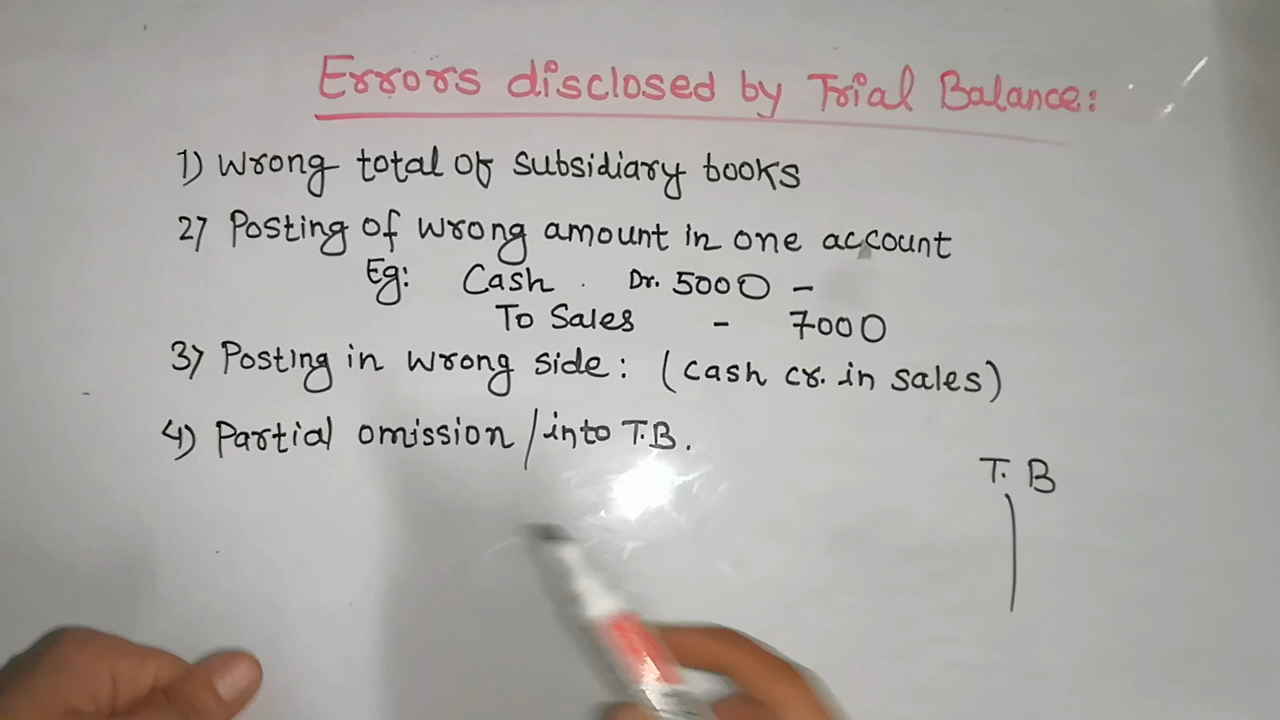 Errors disclosed by Trial Balance:
1) Wrong total of subsidiary books
2) Posting of wrong amount in one account
Eg: Cash Dr. 5000 -
To Sales - 7000
3) Posting in wrong side: (cash cr. in sales)
4) Partial omission / into T.B.
T. B